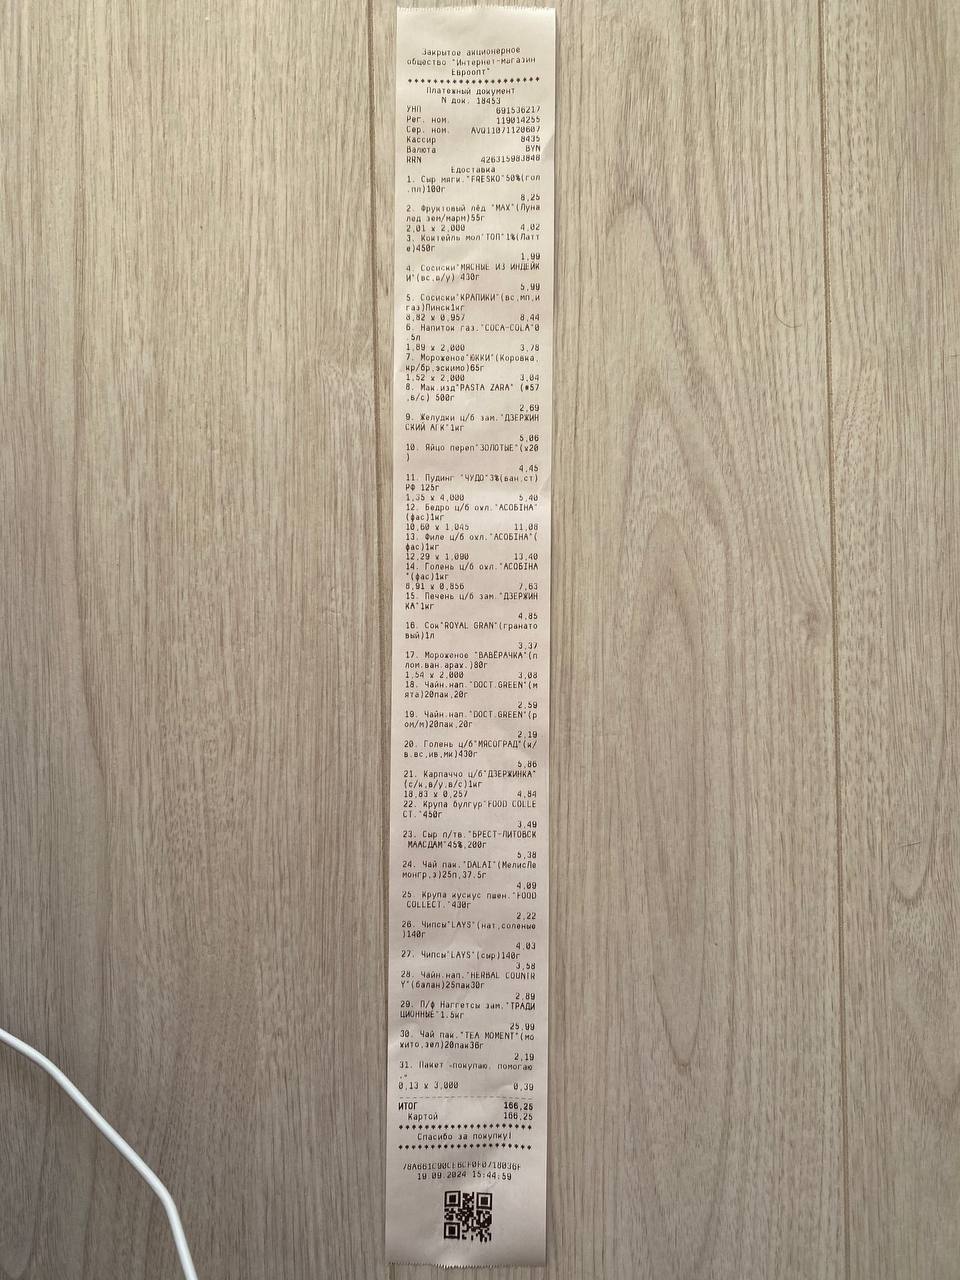 Закрытое акционерное
общество "Интернет-магазин
Евроопт"
Платежный документ
N док. 18453
УНП 691536217
Рег. ном. 119014255
Сер. ном. AVQ11071120607
Кассир 8435
Валюта BYN
RRN 426315983848
Едоставка
1. Сыр мягк."FRESKO"50%(гол
.пл)100г
8,25
2. Фруктовый лёд "MAX"(Луна
лед зем/марм)55г
2,01 x 2,000 4,02
3. Коктейль мол"ТОП"1%(Латт
е)450г
1,99
4. Сосиски"МЯСНЫЕ ИЗ ИНДЕЙК
И"(вс,в/у) 430г
5,99
5. Сосиски"КРАПИКИ"(вс,мп,и
газ)Пинск1кг
8,82 x 0,957 8,44
6. Напиток газ."COCA-COLA"0
.5л
1,89 x 2,000 3,78
7. Мороженое"ЮККИ"(Коровка,
кр/бр,эскимо)65г
1,52 x 2,000 3,04
8. Мак.изд"PASTA ZARA" (#57
,в/с) 500г
2,69
9. Желудки ц/б зам."ДЗЕРЖИН
СКИЙ АГК"1кг
5,06
10. Яйцо переп"ЗОЛОТЫЕ"(х20
)
4,45
11. Пудинг "ЧУДО"3%(ван,ст)
РФ 125г
1,35 x 4,000 5,40
12. Бедро ц/б охл."АСОБIНА"
(фас)1кг
10,60 x 1,045 11,08
13. Филе ц/б охл."АСОБIНА"(
фас)1кг
12,29 x 1,090 13,40
14. Голень ц/б охл."АСОБIНА
"(фас)1кг
8,91 x 0,856 7,63
15. Печень ц/б зам."ДЗЕРЖИН
КА"1кг
4,85
16. Сок"ROYAL GRAN"(гранато
вый)1л
3,37
17. Мороженое "ВАВЁРАЧКА"(п
лом.ван.арах.)80г
1,54 x 2,000 3,08
18. Чайн.нап."DOCT.GREEN"(м
ята)20пак,20г
2,59
19. Чайн.нап."DOCT.GREEN"(р
ом/м)20пак,20г
2,19
20. Голень ц/б"МЯСОГРАД"(к/
в.вс,ив,мк)430г
5,86
21. Карпаччо ц/б"ДЗЕРЖИНКА"
(с/к,в/у,в/с)1кг
18,83 x 0,257 4,84
22. Крупа булгур"FOOD COLLE
CT."450г
3,49
23. Сыр п/тв."БРЕСТ-ЛИТОВСК
МААСДАМ"45%,200г
5,38
24. Чай пак."DALAI"(МелисЛе
монгр,з)25п,37.5г
4,09
25. Крупа кускус пшен."FOOD
COLLECT."430г
2,22
26. Чипсы"LAYS"(нат,соленые
)140г
4,03
27. Чипсы"LAYS"(сыр)140г
3,58
28. Чайн.нап."HERBAL COUNTR
Y"(балан)25пак30г
2,89
29. П/ф Наггетсы зам."ТРАДИ
ЦИОННЫЕ"1.5кг
25,99
30. Чай пак."TEA MOMENT"(мо
хито,зел)20пак36г
2,19
31. Пакет -покупаю, помогаю
."
0,13 x 3,000 0,39
ИТОГ 166,25
Картой 166,25
Спасибо за покупку!
19.09.2024 15:44:59